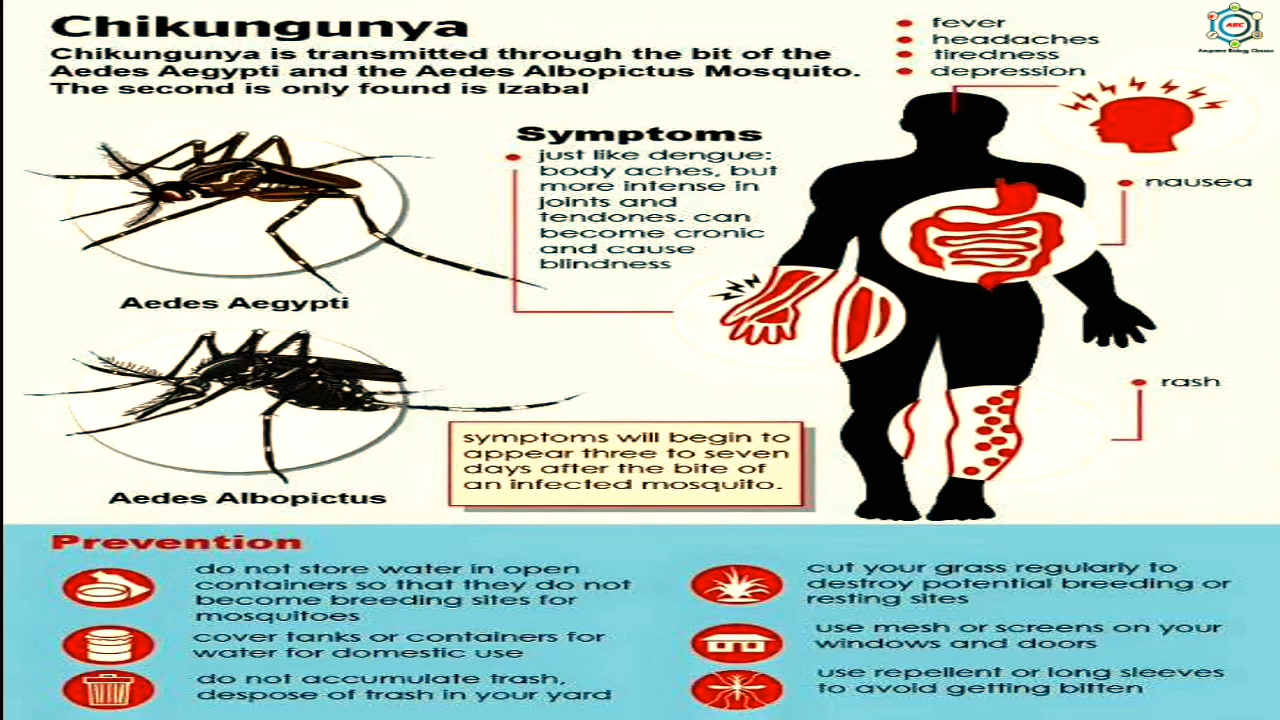 Chikungunya
Chikungunya is transmitted through the bit of the
Aedes Aegypti and the Aedes Albopictus Mosquito.
The second is only found is Izabal
fever
headaches
tiredness
depression
ABC
Anupama Biology Classes
Symptoms
just like dengue:
body aches, but
more intense in
joints and
tendones. can
become cronic
and cause
blindness
nausea
rash
Aedes Aegypti
Aedes Albopictus
symptoms will begin to
appear three to seven
days after the bite of
an infected mosquito.
Prevention
do not store water in open
containers so that they do not
become breeding sites for
mosquitoes
cover tanks or containers for
water for domestic use
do not accumulate trash,
despose of trash in your yard
cut your grass regularly to
destroy potential breeding or
resting sites
use mesh or screens on your
windows and doors
use repellent or long sleeves
to avoid getting bitten